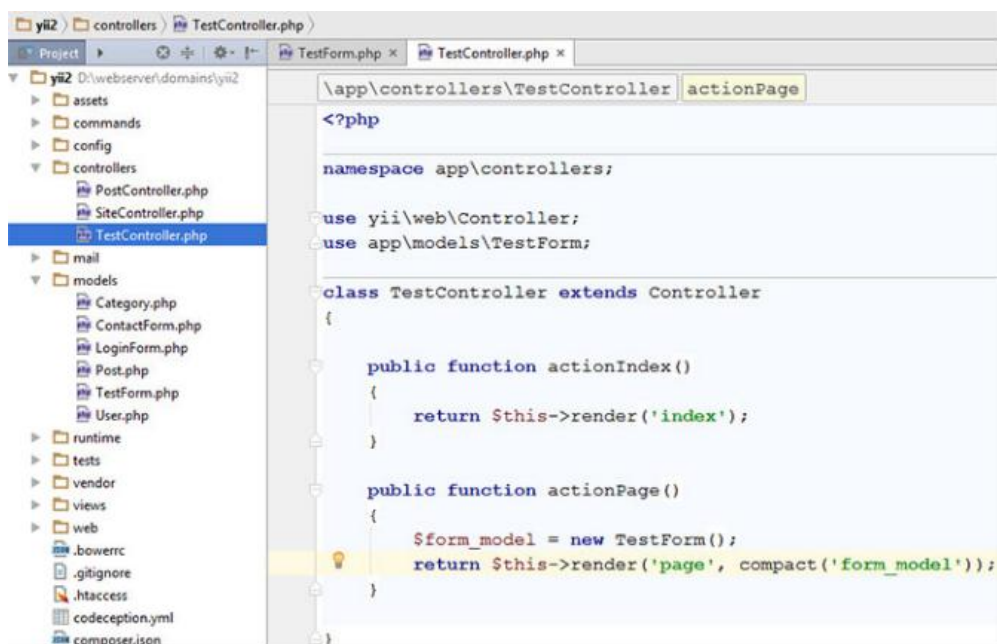 yii2 controllers TestController.php
Project TestForm.php × TestController.php ×
yii2 D:\webserver\domains\yii2
assets
commands
config
controllers
PostController.php
SiteController.php
TestController.php
mail
models
Category.php
ContactForm.php
LoginForm.php
Post.php
TestForm.php
User.php
runtime
tests
vendor
views
web
.bowerrc
.gitignore
.htaccess
codeception.yml
composer.json
\app\controllers\TestController actionPage
<?php
namespace app\controllers;
use yii\web\Controller;
use app\models\TestForm;
class TestController extends Controller
{
public function actionIndex()
{
return $this->render('index');
}
public function actionPage()
{
$form_model = new TestForm();
return $this->render('page', compact('form_model'));
}
}